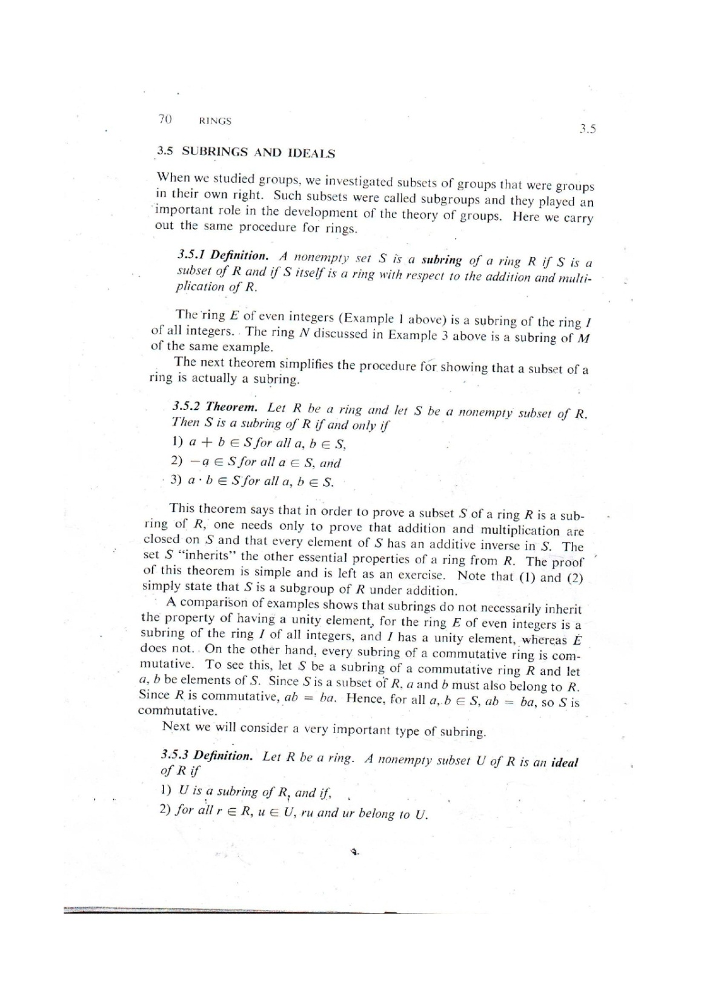 70 RINGS
3.5
3.5 SUBRINGS AND IDEALS
When we studied groups, we investigated subsets of groups that were groups
in their own right. Such subsets were called subgroups and they played an
important role in the development of the theory of groups. Here we carry
out the same procedure for rings.
3.5.1 Definition. A nonempty set S is a subring of a ring R if S is a
subset of R and if S itself is a ring with respect to the addition and multi-
plication of R.
The ring E of even integers (Example 1 above) is a subring of the ring I
of all integers. The ring N discussed in Example 3 above is a subring of M
of the same example.
The next theorem simplifies the procedure for showing that a subset of a
ring is actually a subring.
3.5.2 Theorem. Let R be a ring and let S be a nonempty subset of R.
Then S is a subring of R if and only if
1) a + b ∈ S for all a, b ∈ S,
2) −a ∈ S for all a ∈ S, and
3) a · b ∈ S for all a, b ∈ S.
This theorem says that in order to prove a subset S of a ring R is a sub-
ring of R, one needs only to prove that addition and multiplication are
closed on S and that every element of S has an additive inverse in S. The
set S “inherits” the other essential properties of a ring from R. The proof
of this theorem is simple and is left as an exercise. Note that (1) and (2)
simply state that S is a subgroup of R under addition.
A comparison of examples shows that subrings do not necessarily inherit
the property of having a unity element, for the ring E of even integers is a
subring of the ring I of all integers, and I has a unity element, whereas E
does not. On the other hand, every subring of a commutative ring is com-
mutative. To see this, let S be a subring of a commutative ring R and let
a, b be elements of S. Since S is a subset of R, a and b must also belong to R.
Since R is commutative, ab = ba. Hence, for all a, b ∈ S, ab = ba, so S is
commutative.
Next we will consider a very important type of subring.
3.5.3 Definition. Let R be a ring. A nonempty subset U of R is an ideal
of R if
1) U is a subring of R, and if,
2) for all r ∈ R, u ∈ U, ru and ur belong to U.